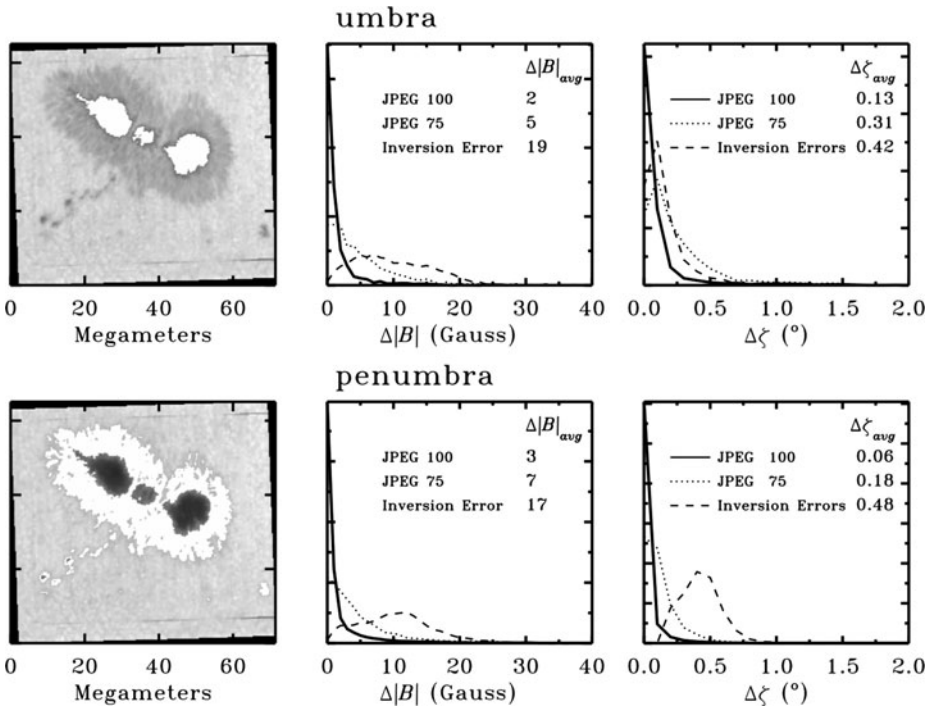 umbra
Δ|B|avg
JPEG 100 2
JPEG 75 5
Inversion Error 19
Δζavg
JPEG 100 0.13
JPEG 75 0.31
Inversion Errors 0.42
0 20 40 60
Megameters
0 10 20 30 40
Δ|B| (Gauss)
0.0 0.5 1.0 1.5 2.0
Δζ (°)
penumbra
Δ|B|avg
JPEG 100 3
JPEG 75 7
Inversion Error 17
Δζavg
JPEG 100 0.06
JPEG 75 0.18
Inversion Errors 0.48
0 20 40 60
Megameters
0 10 20 30 40
Δ|B| (Gauss)
0.0 0.5 1.0 1.5 2.0
Δζ (°)